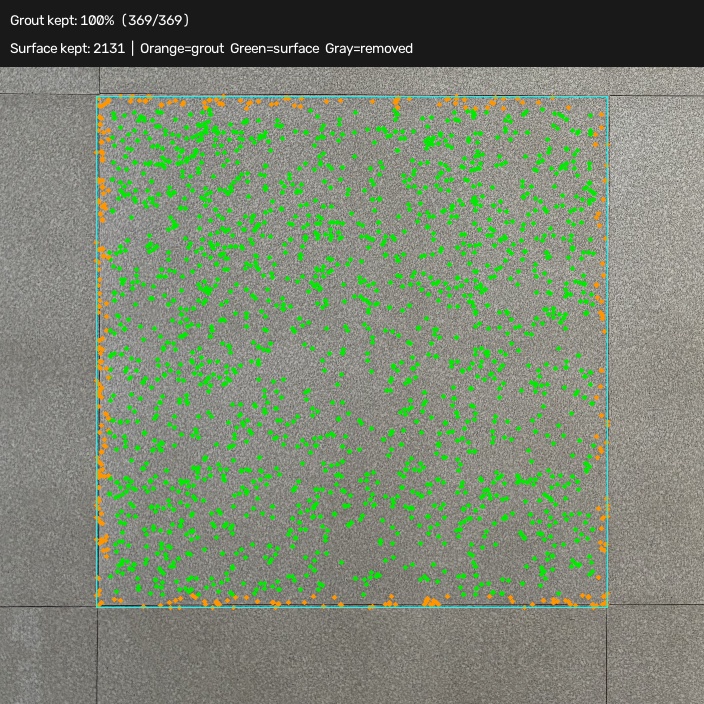 Grout kept: 100% (369/369)
Surface kept: 2131 | Orange=grout Green=surface Gray=removed